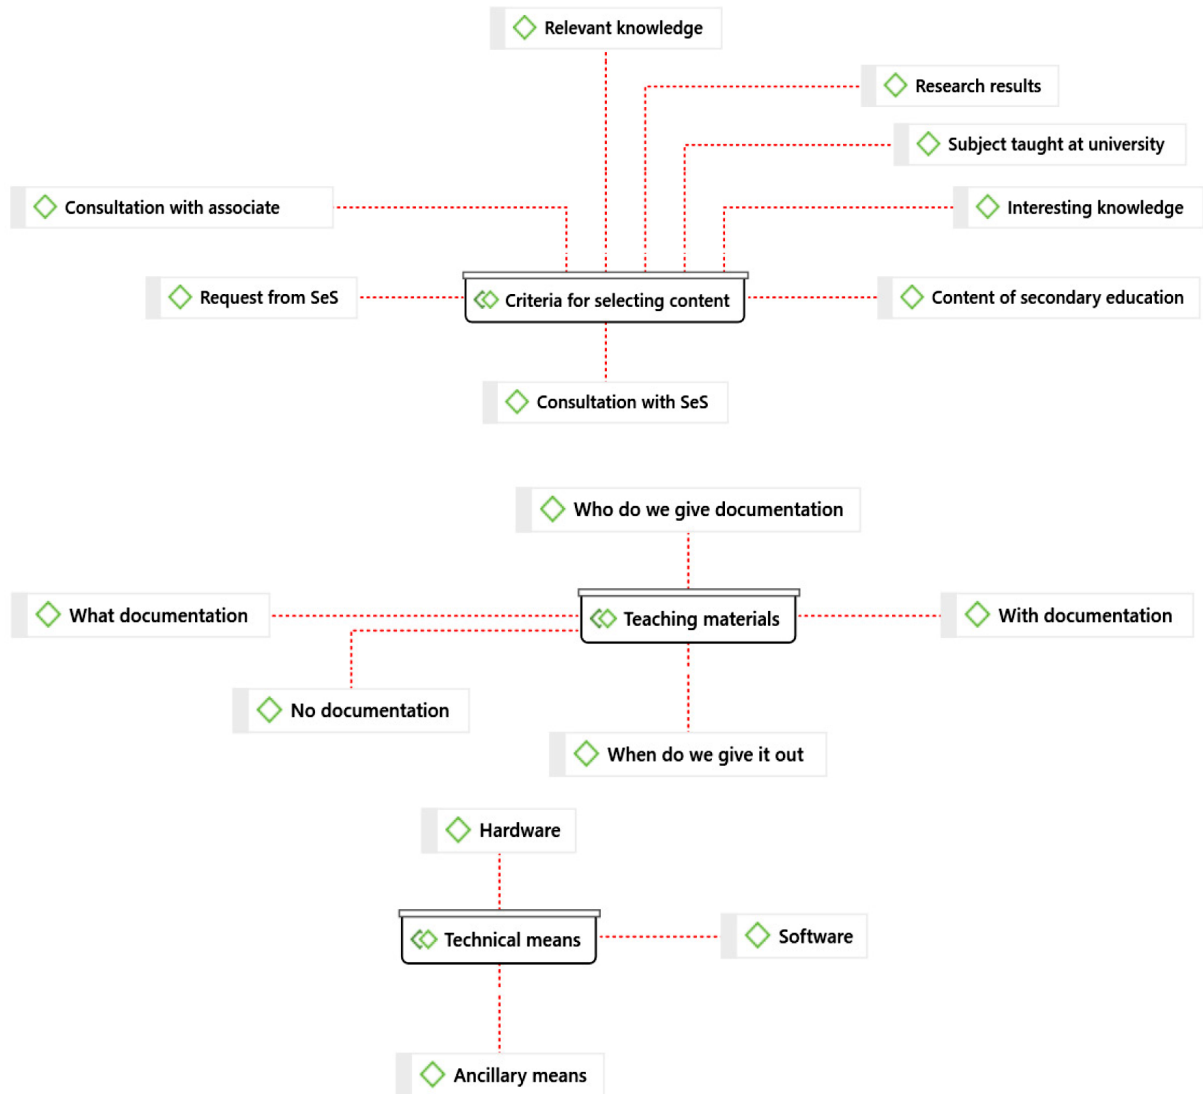 Relevant knowledge
Research results
Subject taught at university
Consultation with associate
Interesting knowledge
Request from SeS
Criteria for selecting content
Content of secondary education
Consultation with SeS
Who do we give documentation
What documentation
Teaching materials
With documentation
No documentation
When do we give it out
Hardware
Technical means
Software
Ancillary means